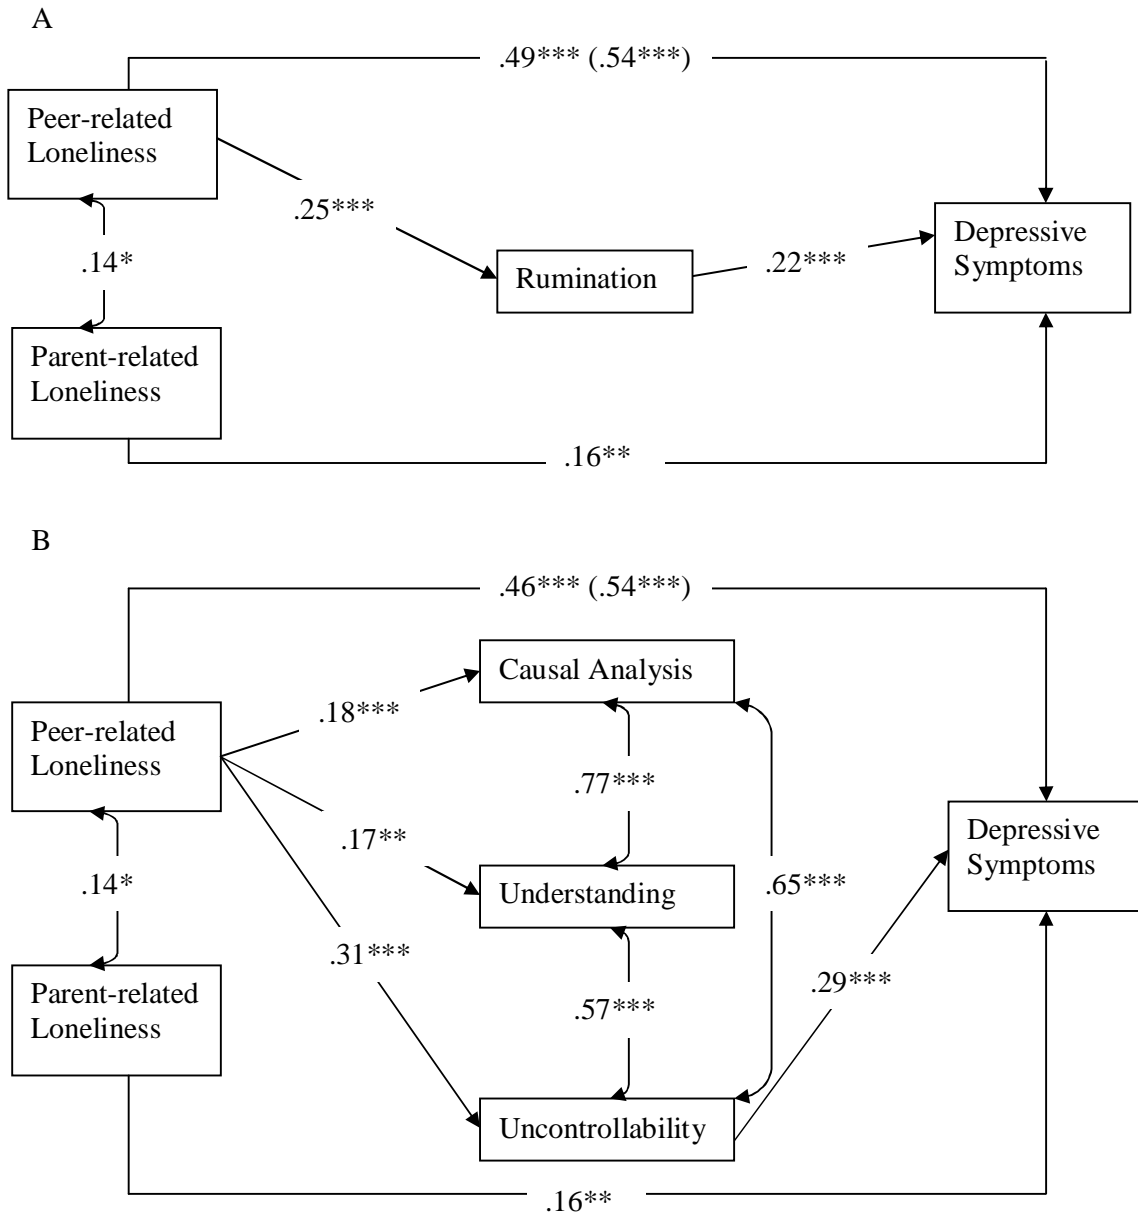 A
.49*** (.54***)
Peer-related
Loneliness
.25***
.14*
Rumination
.22***
Depressive
Symptoms
Parent-related
Loneliness
.16**
B
.46*** (.54***)
Causal Analysis
.18***
Peer-related
Loneliness
.77***
.17**
.14*
Understanding
.65***
Depressive
Symptoms
.31***
.29***
Parent-related
Loneliness
.57***
Uncontrollability
.16**